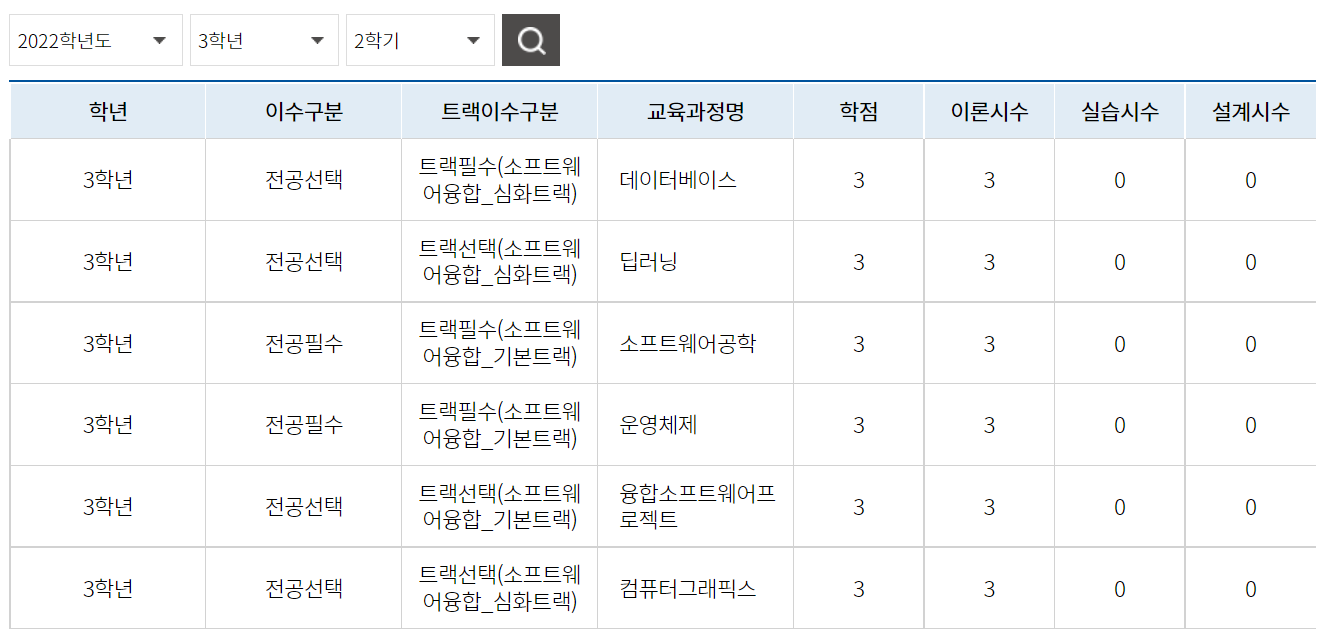 2022학년도 3학년 2학기
학년 이수구분 트랙이수구분 교육과정명 학점 이론시수 실습시수 설계시수
3학년 전공선택 트랙필수(소프트웨
어융합_심화트랙) 데이터베이스 3 3 0 0
3학년 전공선택 트랙선택(소프트웨
어융합_심화트랙) 딥러닝 3 3 0 0
3학년 전공필수 트랙필수(소프트웨
어융합_기본트랙) 소프트웨어공학 3 3 0 0
3학년 전공필수 트랙필수(소프트웨
어융합_기본트랙) 운영체제 3 3 0 0
3학년 전공선택 트랙선택(소프트웨
어융합_기본트랙) 융합소프트웨어프
로젝트 3 3 0 0
3학년 전공선택 트랙선택(소프트웨
어융합_심화트랙) 컴퓨터그래픽스 3 3 0 0